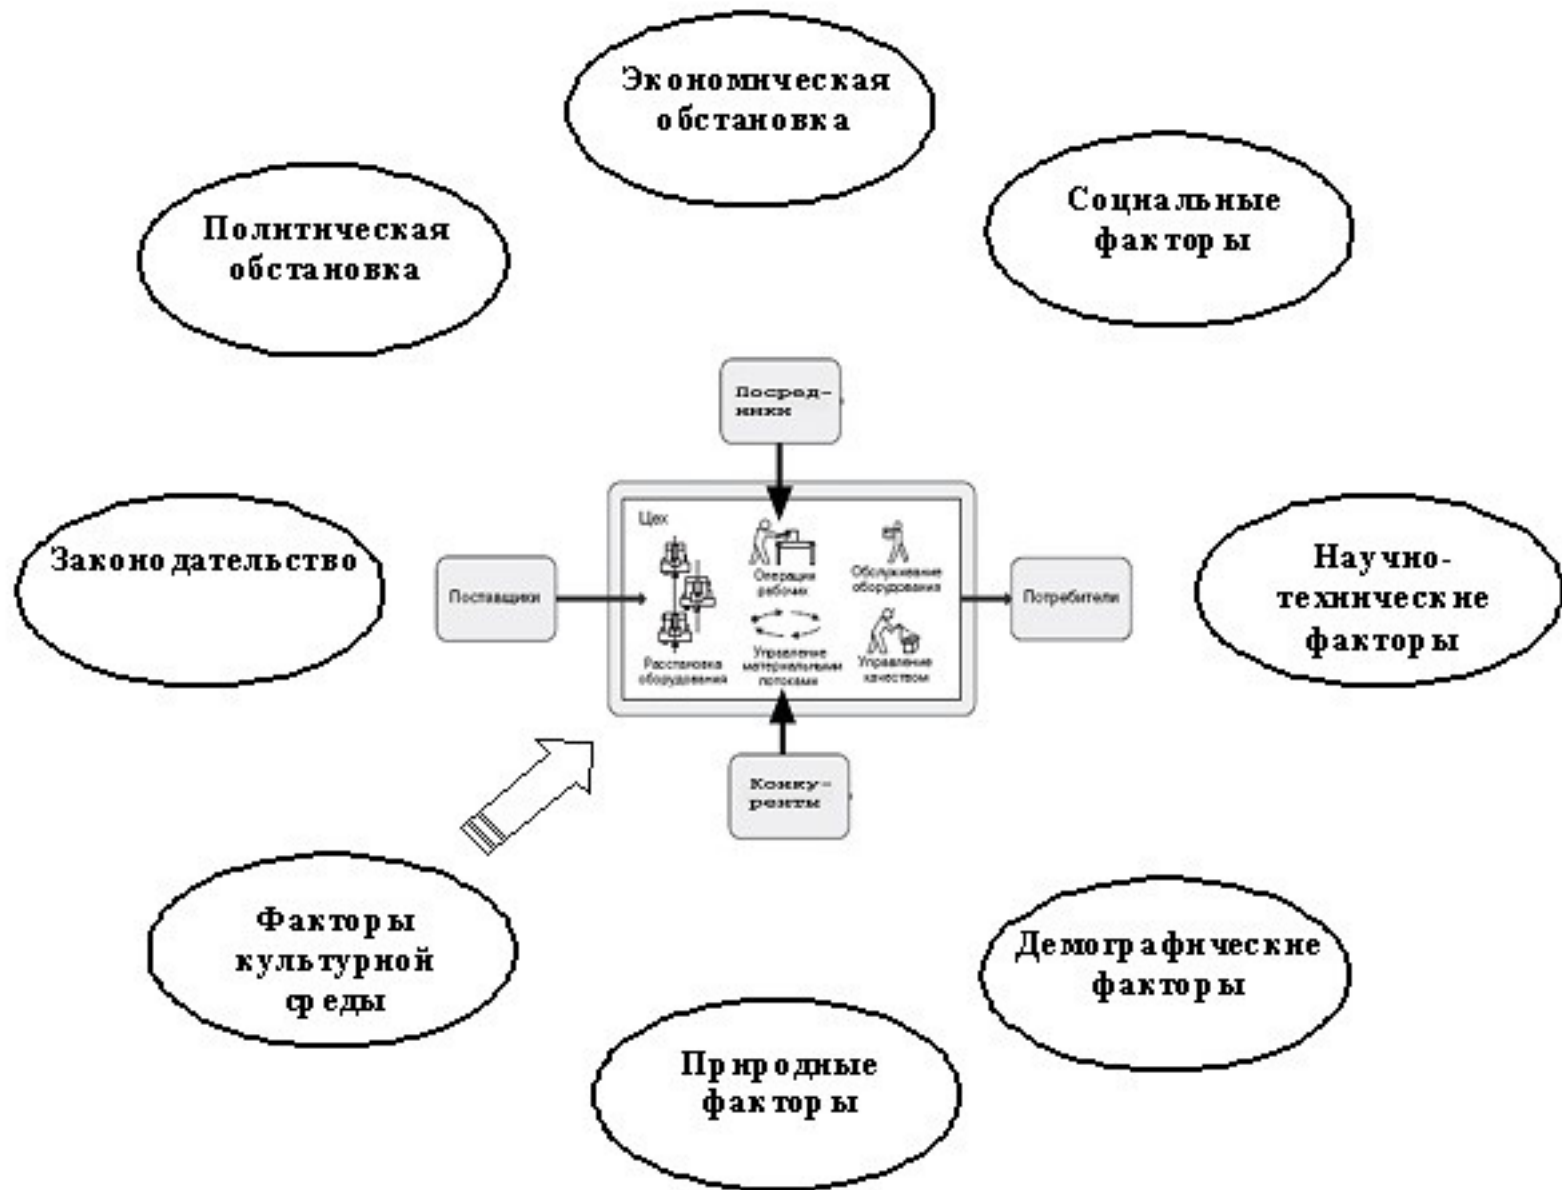 Экономическая
обстановка
Социальные
факторы
Политическая
обстановка
Посред-
ники
Законодательство
Поставщики
Цех
Операции
рабочих
Обслуживание
оборудования
Расстановка
оборудования
Управление
материальными
потоками
Управление
качеством
Потребители
Научно-
технические
факторы
Конку-
ренты
Факторы
культурной
среды
Демографические
факторы
Природные
факторы